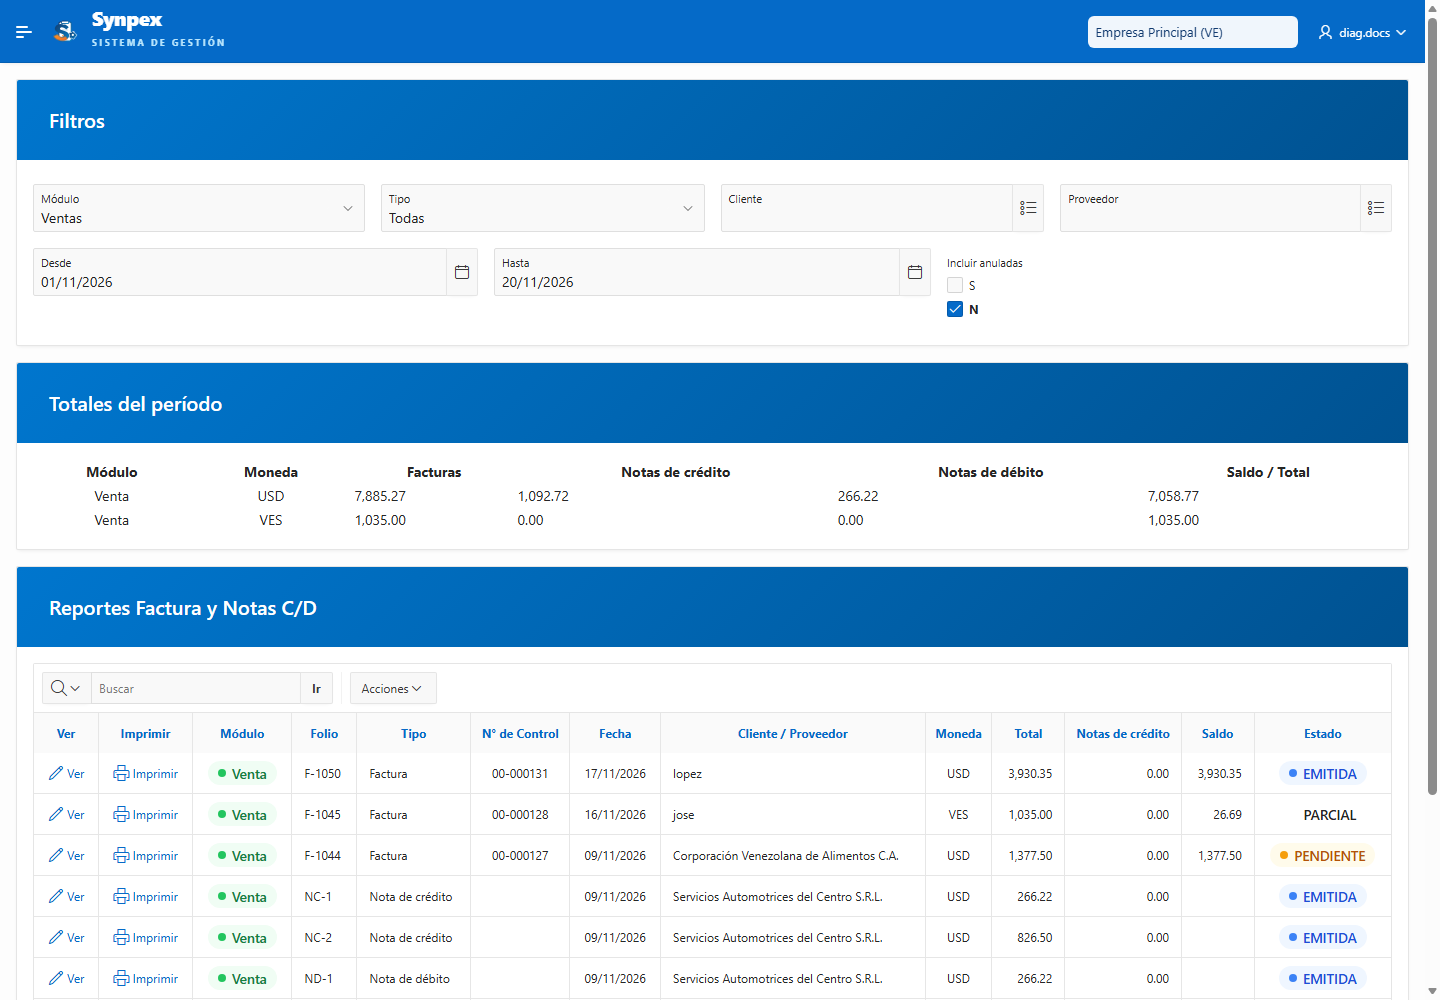 Synpex
SISTEMA DE GESTIÓN
Empresa Principal (VE)
diag.docs
Filtros
Módulo
Ventas
Tipo
Todas
Cliente
Proveedor
Desde
01/11/2026
Hasta
20/11/2026
Incluir anuladas
S
N
Totales del período
Módulo Moneda Facturas Notas de crédito Notas de débito Saldo / Total
Venta USD 7,885.27 1,092.72 266.22 7,058.77
Venta VES 1,035.00 0.00 0.00 1,035.00
Reportes Factura y Notas C/D
Buscar Ir Acciones
Ver Imprimir Módulo Folio Tipo N° de Control Fecha Cliente / Proveedor Moneda Total Notas de crédito Saldo Estado
Ver Imprimir Venta F-1050 Factura 00-000131 17/11/2026 lopez USD 3,930.35 0.00 3,930.35 EMITIDA
Ver Imprimir Venta F-1045 Factura 00-000128 16/11/2026 jose VES 1,035.00 0.00 26.69 PARCIAL
Ver Imprimir Venta F-1044 Factura 00-000127 09/11/2026 Corporación Venezolana de Alimentos C.A. USD 1,377.50 0.00 1,377.50 PENDIENTE
Ver Imprimir Venta NC-1 Nota de crédito 09/11/2026 Servicios Automotrices del Centro S.R.L. USD 266.22 0.00 EMITIDA
Ver Imprimir Venta NC-2 Nota de crédito 09/11/2026 Servicios Automotrices del Centro S.R.L. USD 826.50 0.00 EMITIDA
Ver Imprimir Venta ND-1 Nota de débito 09/11/2026 Servicios Automotrices del Centro S.R.L. USD 266.22 0.00 EMITIDA